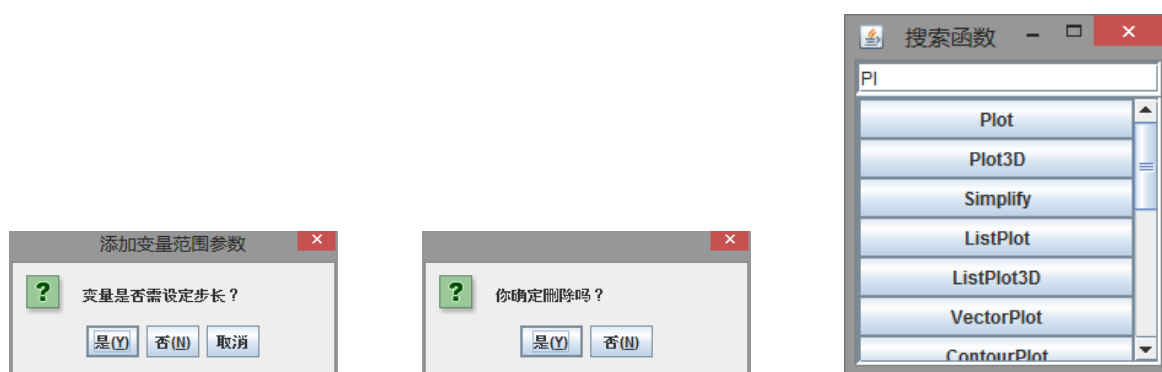 添加变量范围参数
变量是否需设定步长？
是(Y) 否(N) 取消
你确定删除吗？
是(Y) 否(N)
搜索函数
Pl
Plot
Plot3D
Simplify
ListPlot
ListPlot3D
VectorPlot
ContourPlot